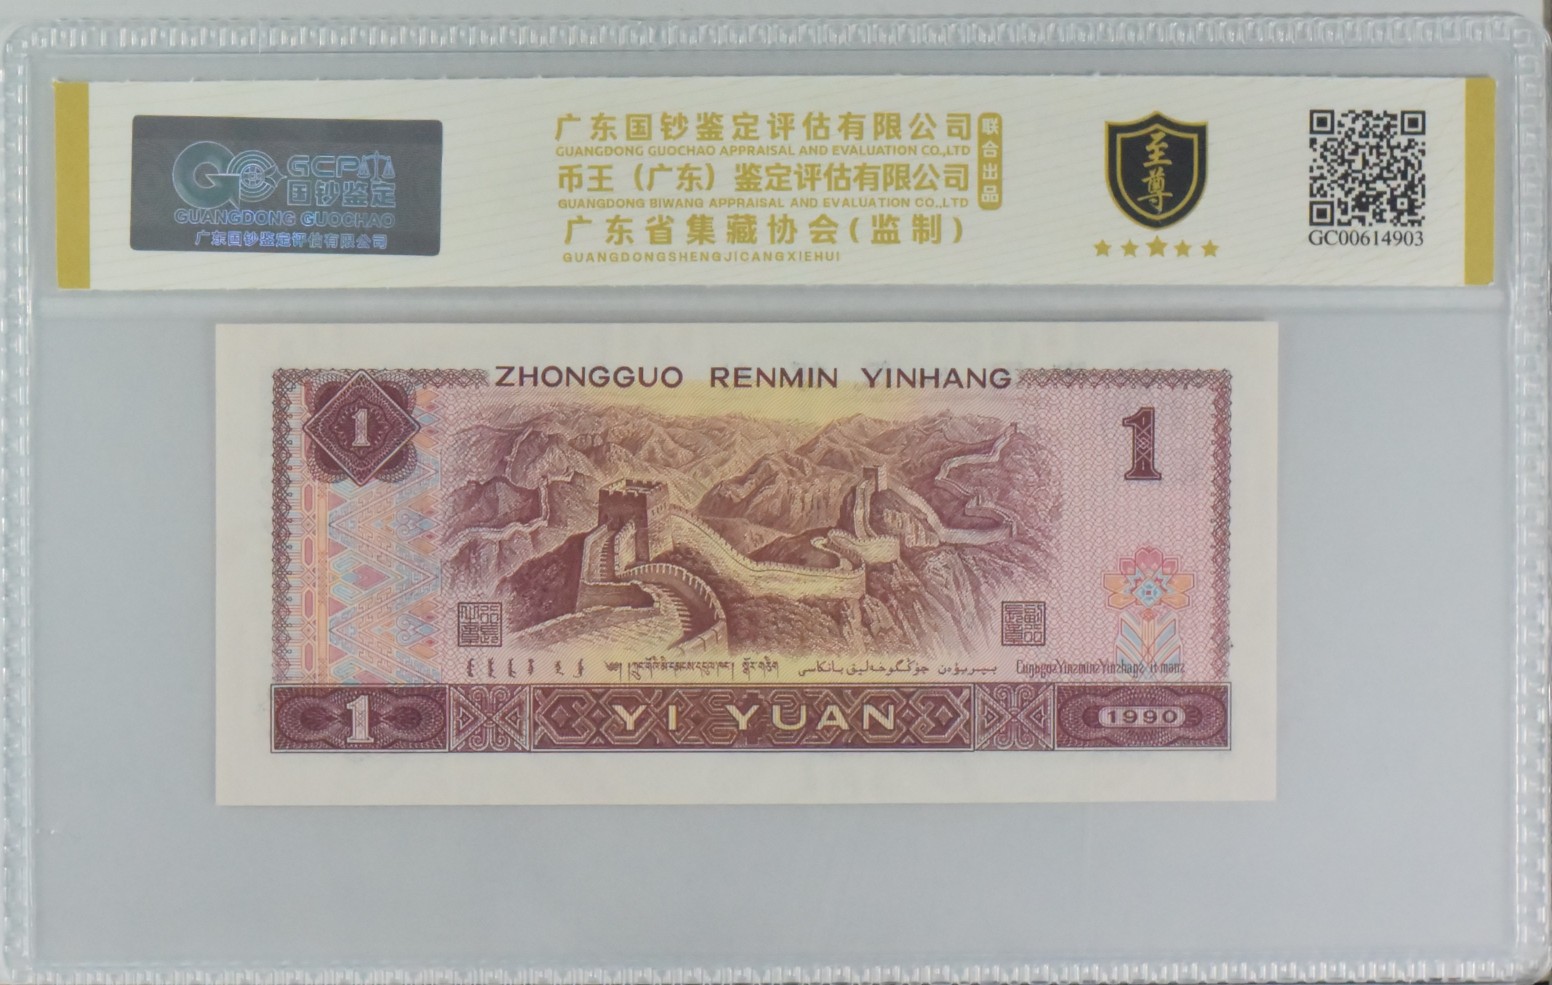 GCP
国钞鉴定
GUANGDONG GUOCHAO
广东国钞鉴定评估有限公司
广东国钞鉴定评估有限公司
GUANGDONG GUOCHAO APPRAISAL AND EVALUATION CO.,LTD
币王（广东）鉴定评估有限公司
GUANGDONG BIWANG APPRAISAL AND EVALUATION CO.,LTD
广东省集藏协会(监制)
GUANGDONGSHENGJICANGXIEHUI
联合出品
至尊
GC00614903
ZHONGGUO RENMIN YINHANG
1
1
1
YI YUAN
1990